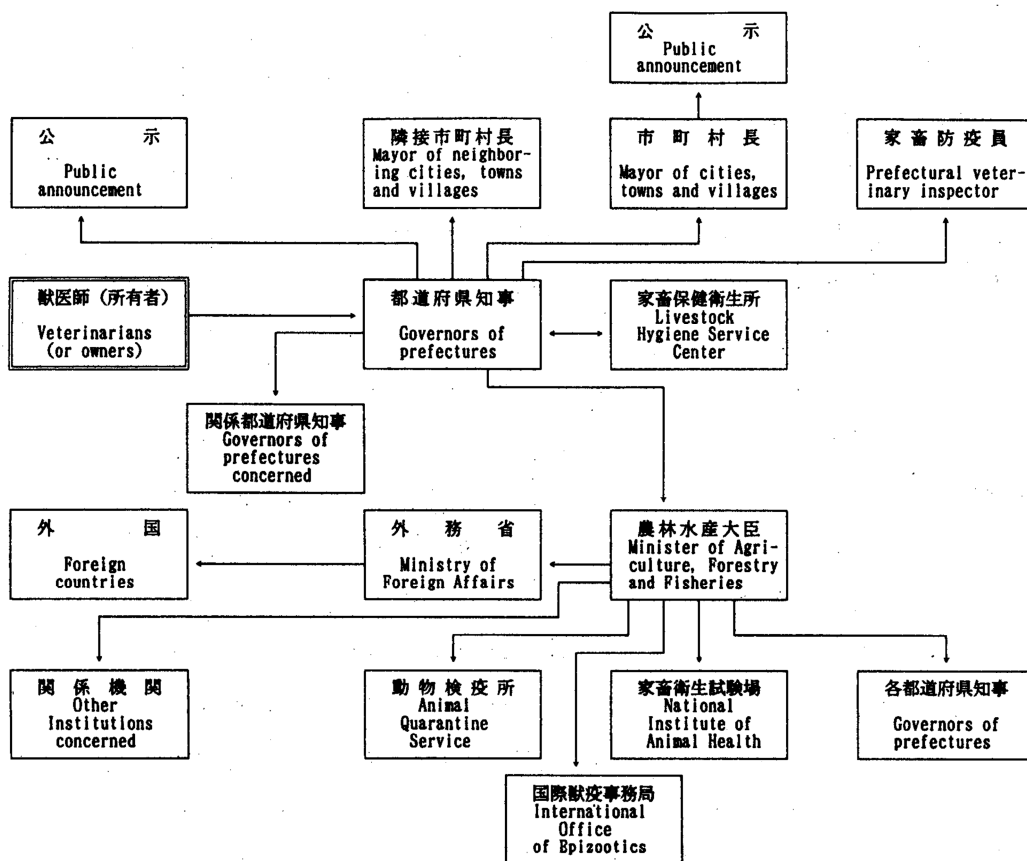 公示
Public
announcement
公示
Public
announcement
隣接市町村長
Mayor of neighbor-
ing cities, towns
and villages
市町村長
Mayor of cities,
towns and villages
家畜防疫員
Prefectural veter-
inary inspector
獣医師（所有者）
Veterinarians
(or owners)
都道府県知事
Governors of
prefectures
家畜保健衛生所
Livestock
Hygiene Service
Center
関係都道府県知事
Governors of
prefectures
concerned
外国
Foreign
countries
外務省
Ministry of
Foreign Affairs
農林水産大臣
Minister of Agri-
culture, Forestry
and Fisheries
関係機関
Other
Institutions
concerned
動物検疫所
Animal
Quarantine
Service
家畜衛生試験場
National
Institute of
Animal Health
各都道府県知事
Governors of
prefectures
国際獣疫事務局
International
Office
of Epizootics